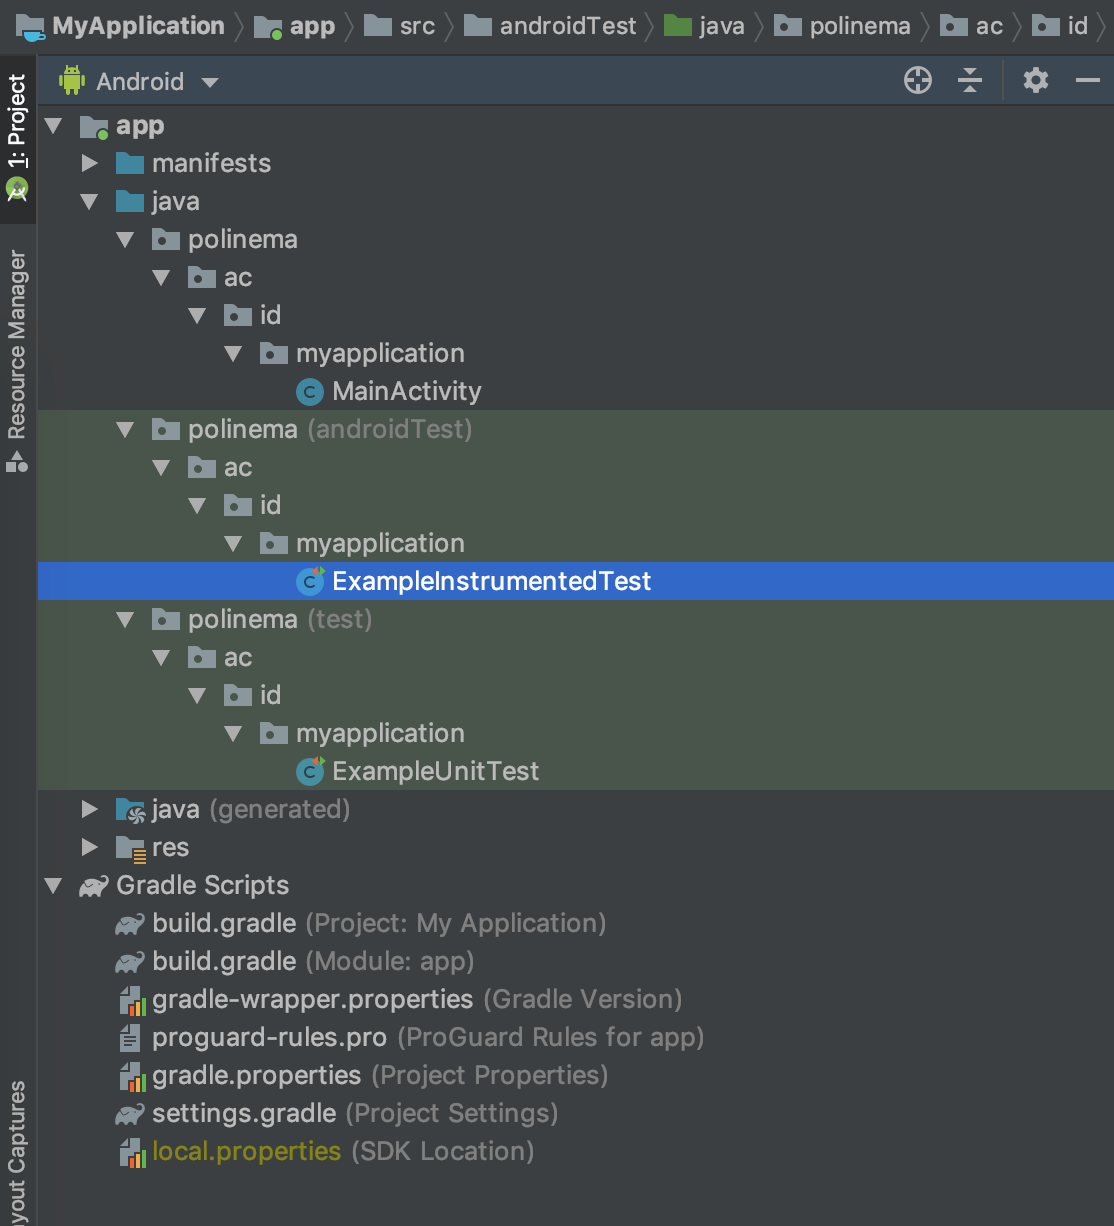 MyApplication app src androidTest java polinema ac id
1: Project
Resource Manager
yout Captures
Android
app
manifests
java
polinema
ac
id
myapplication
MainActivity
polinema (androidTest)
ac
id
myapplication
ExampleInstrumentedTest
polinema (test)
ac
id
myapplication
ExampleUnitTest
java (generated)
res
Gradle Scripts
build.gradle (Project: My Application)
build.gradle (Module: app)
gradle-wrapper.properties (Gradle Version)
proguard-rules.pro (ProGuard Rules for app)
gradle.properties (Project Properties)
settings.gradle (Project Settings)
local.properties (SDK Location)